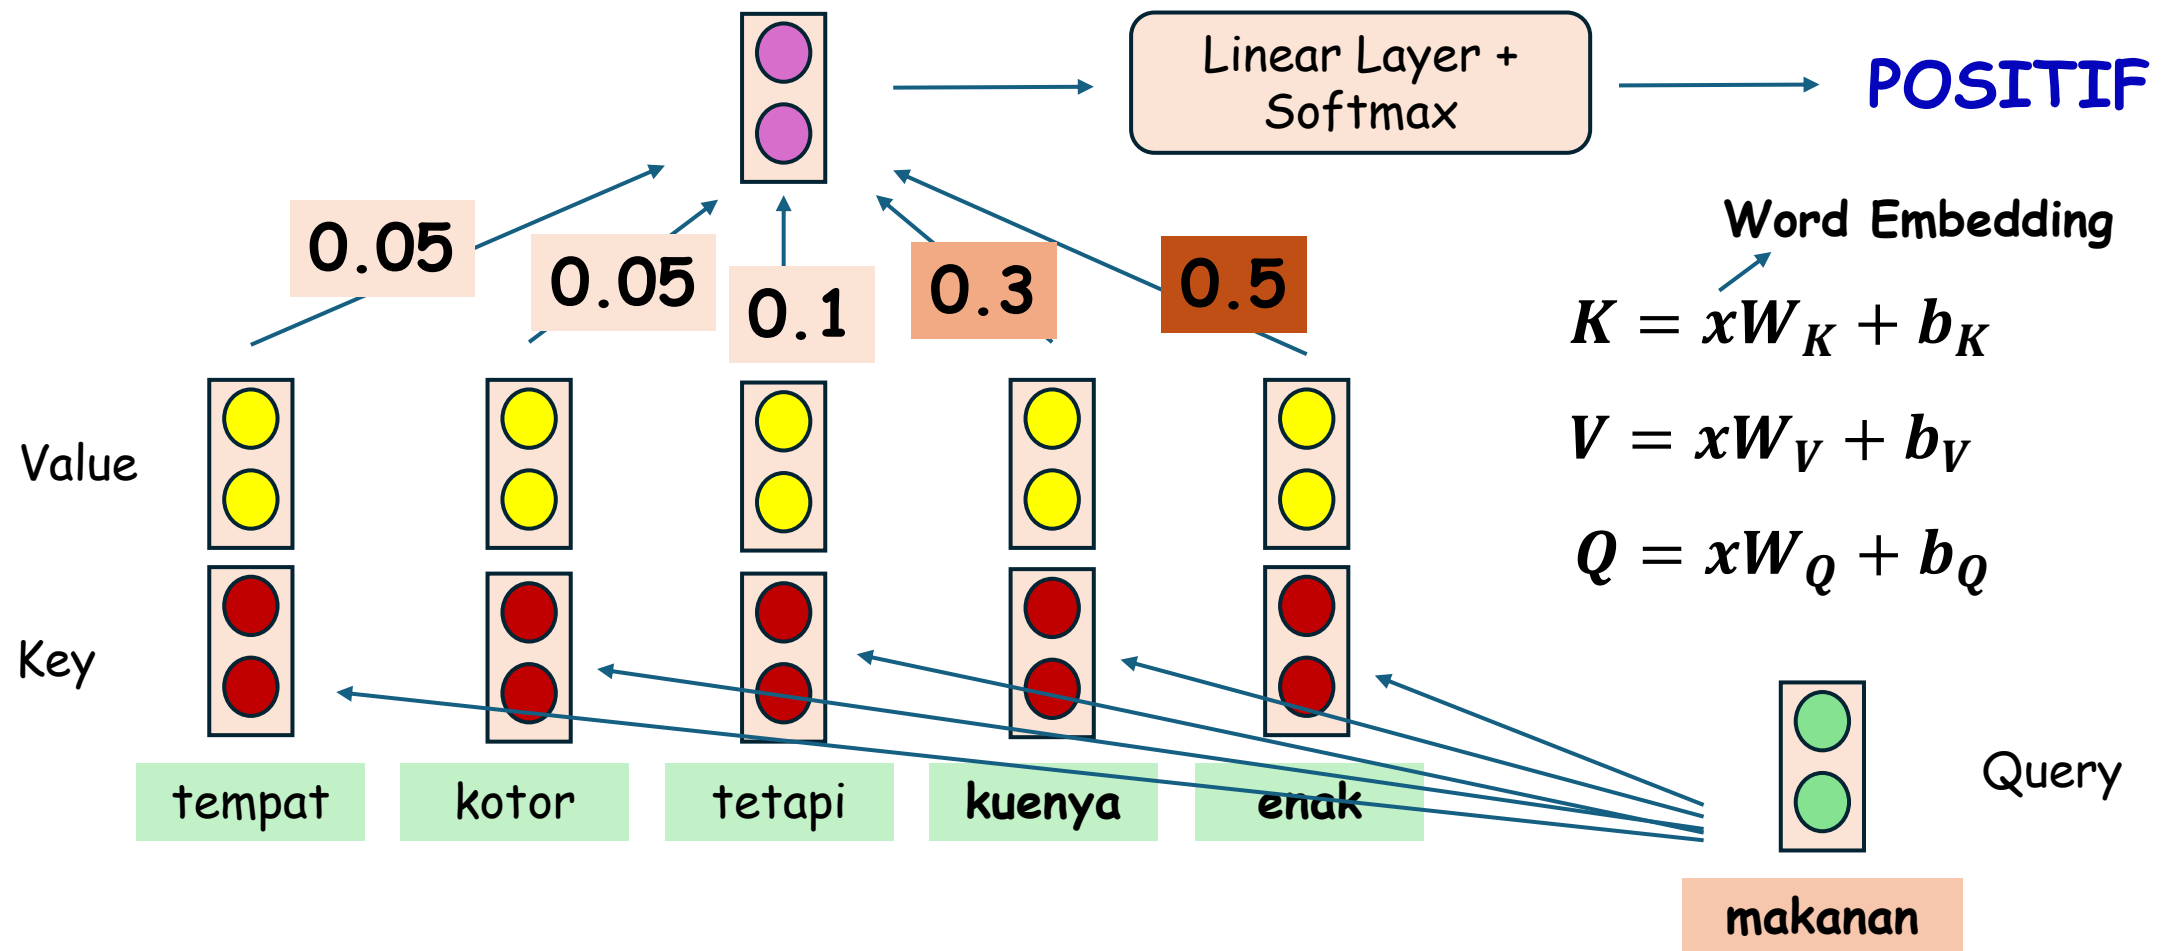 Linear Layer +
Softmax
POSITIF
Word Embedding
0.05
0.05
0.1
0.3
0.5
K = xW_K + b_K
V = xW_V + b_V
Q = xW_Q + b_Q
Value
Key
Query
tempat
kotor
tetapi
kuenya
enak
makanan